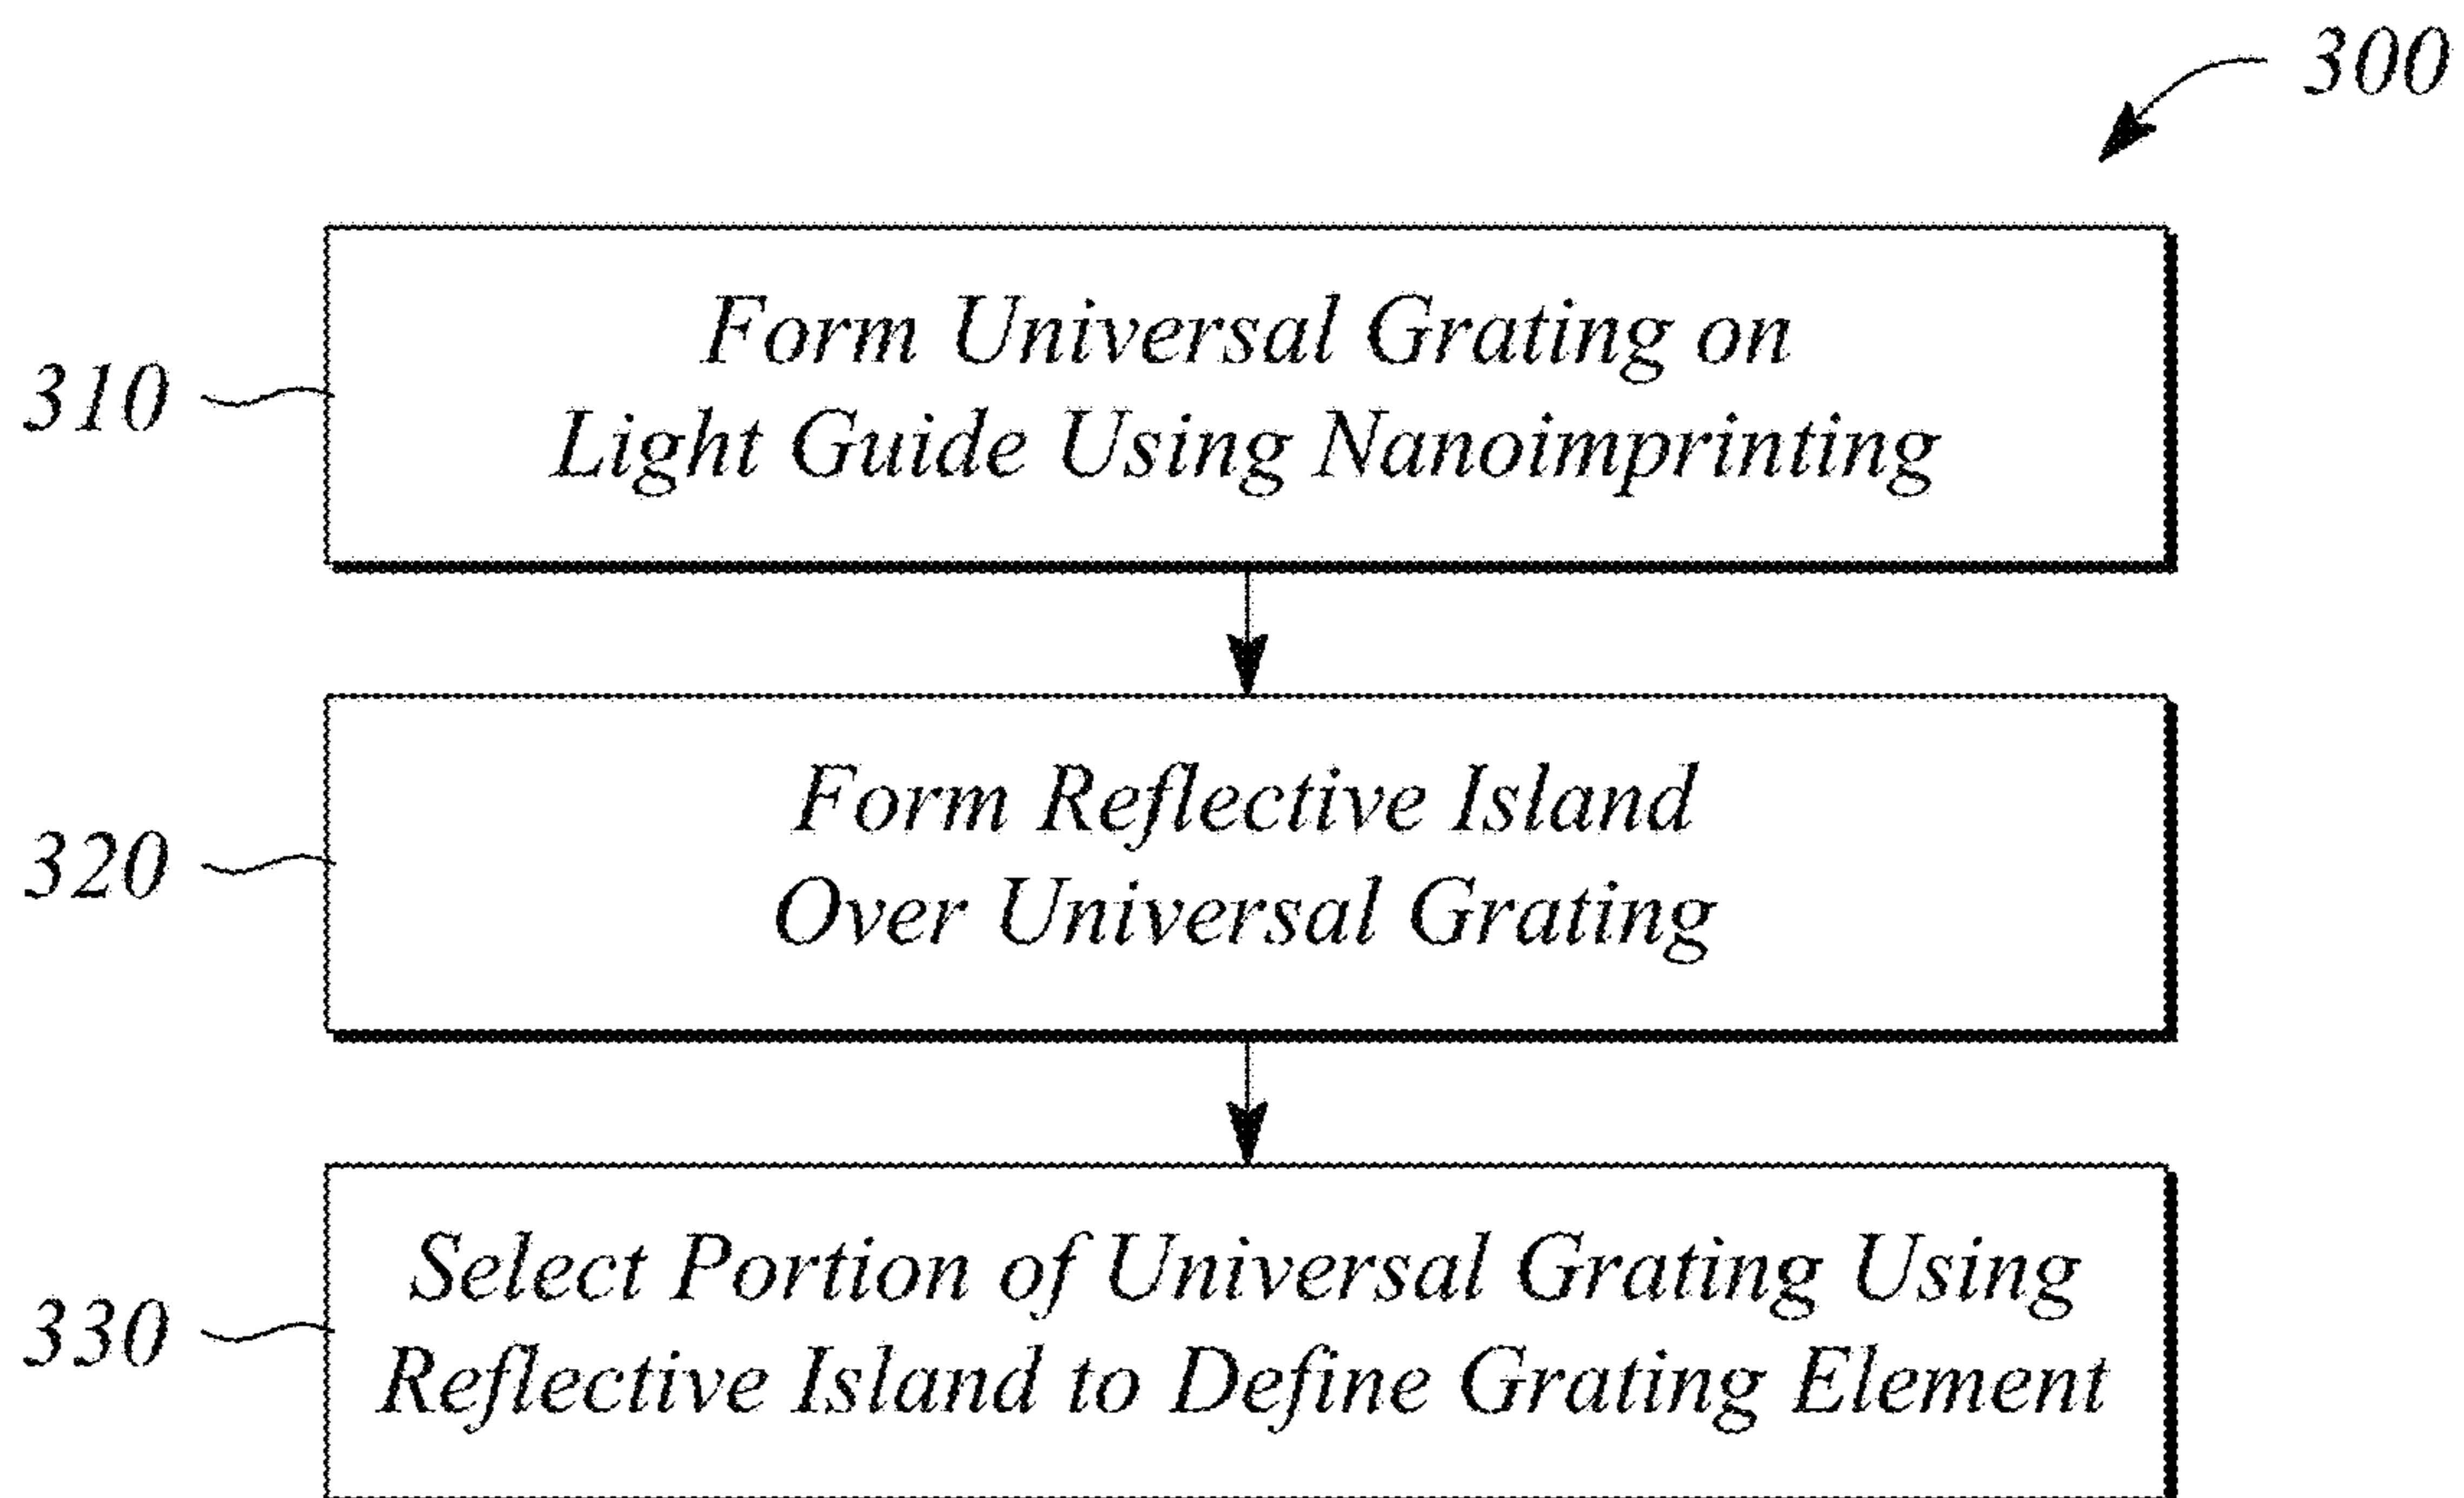 300
310
Form Universal Grating on
Light Guide Using Nanoimprinting
320
Form Reflective Island
Over Universal Grating
330
Select Portion of Universal Grating Using
Reflective Island to Define Grating Element